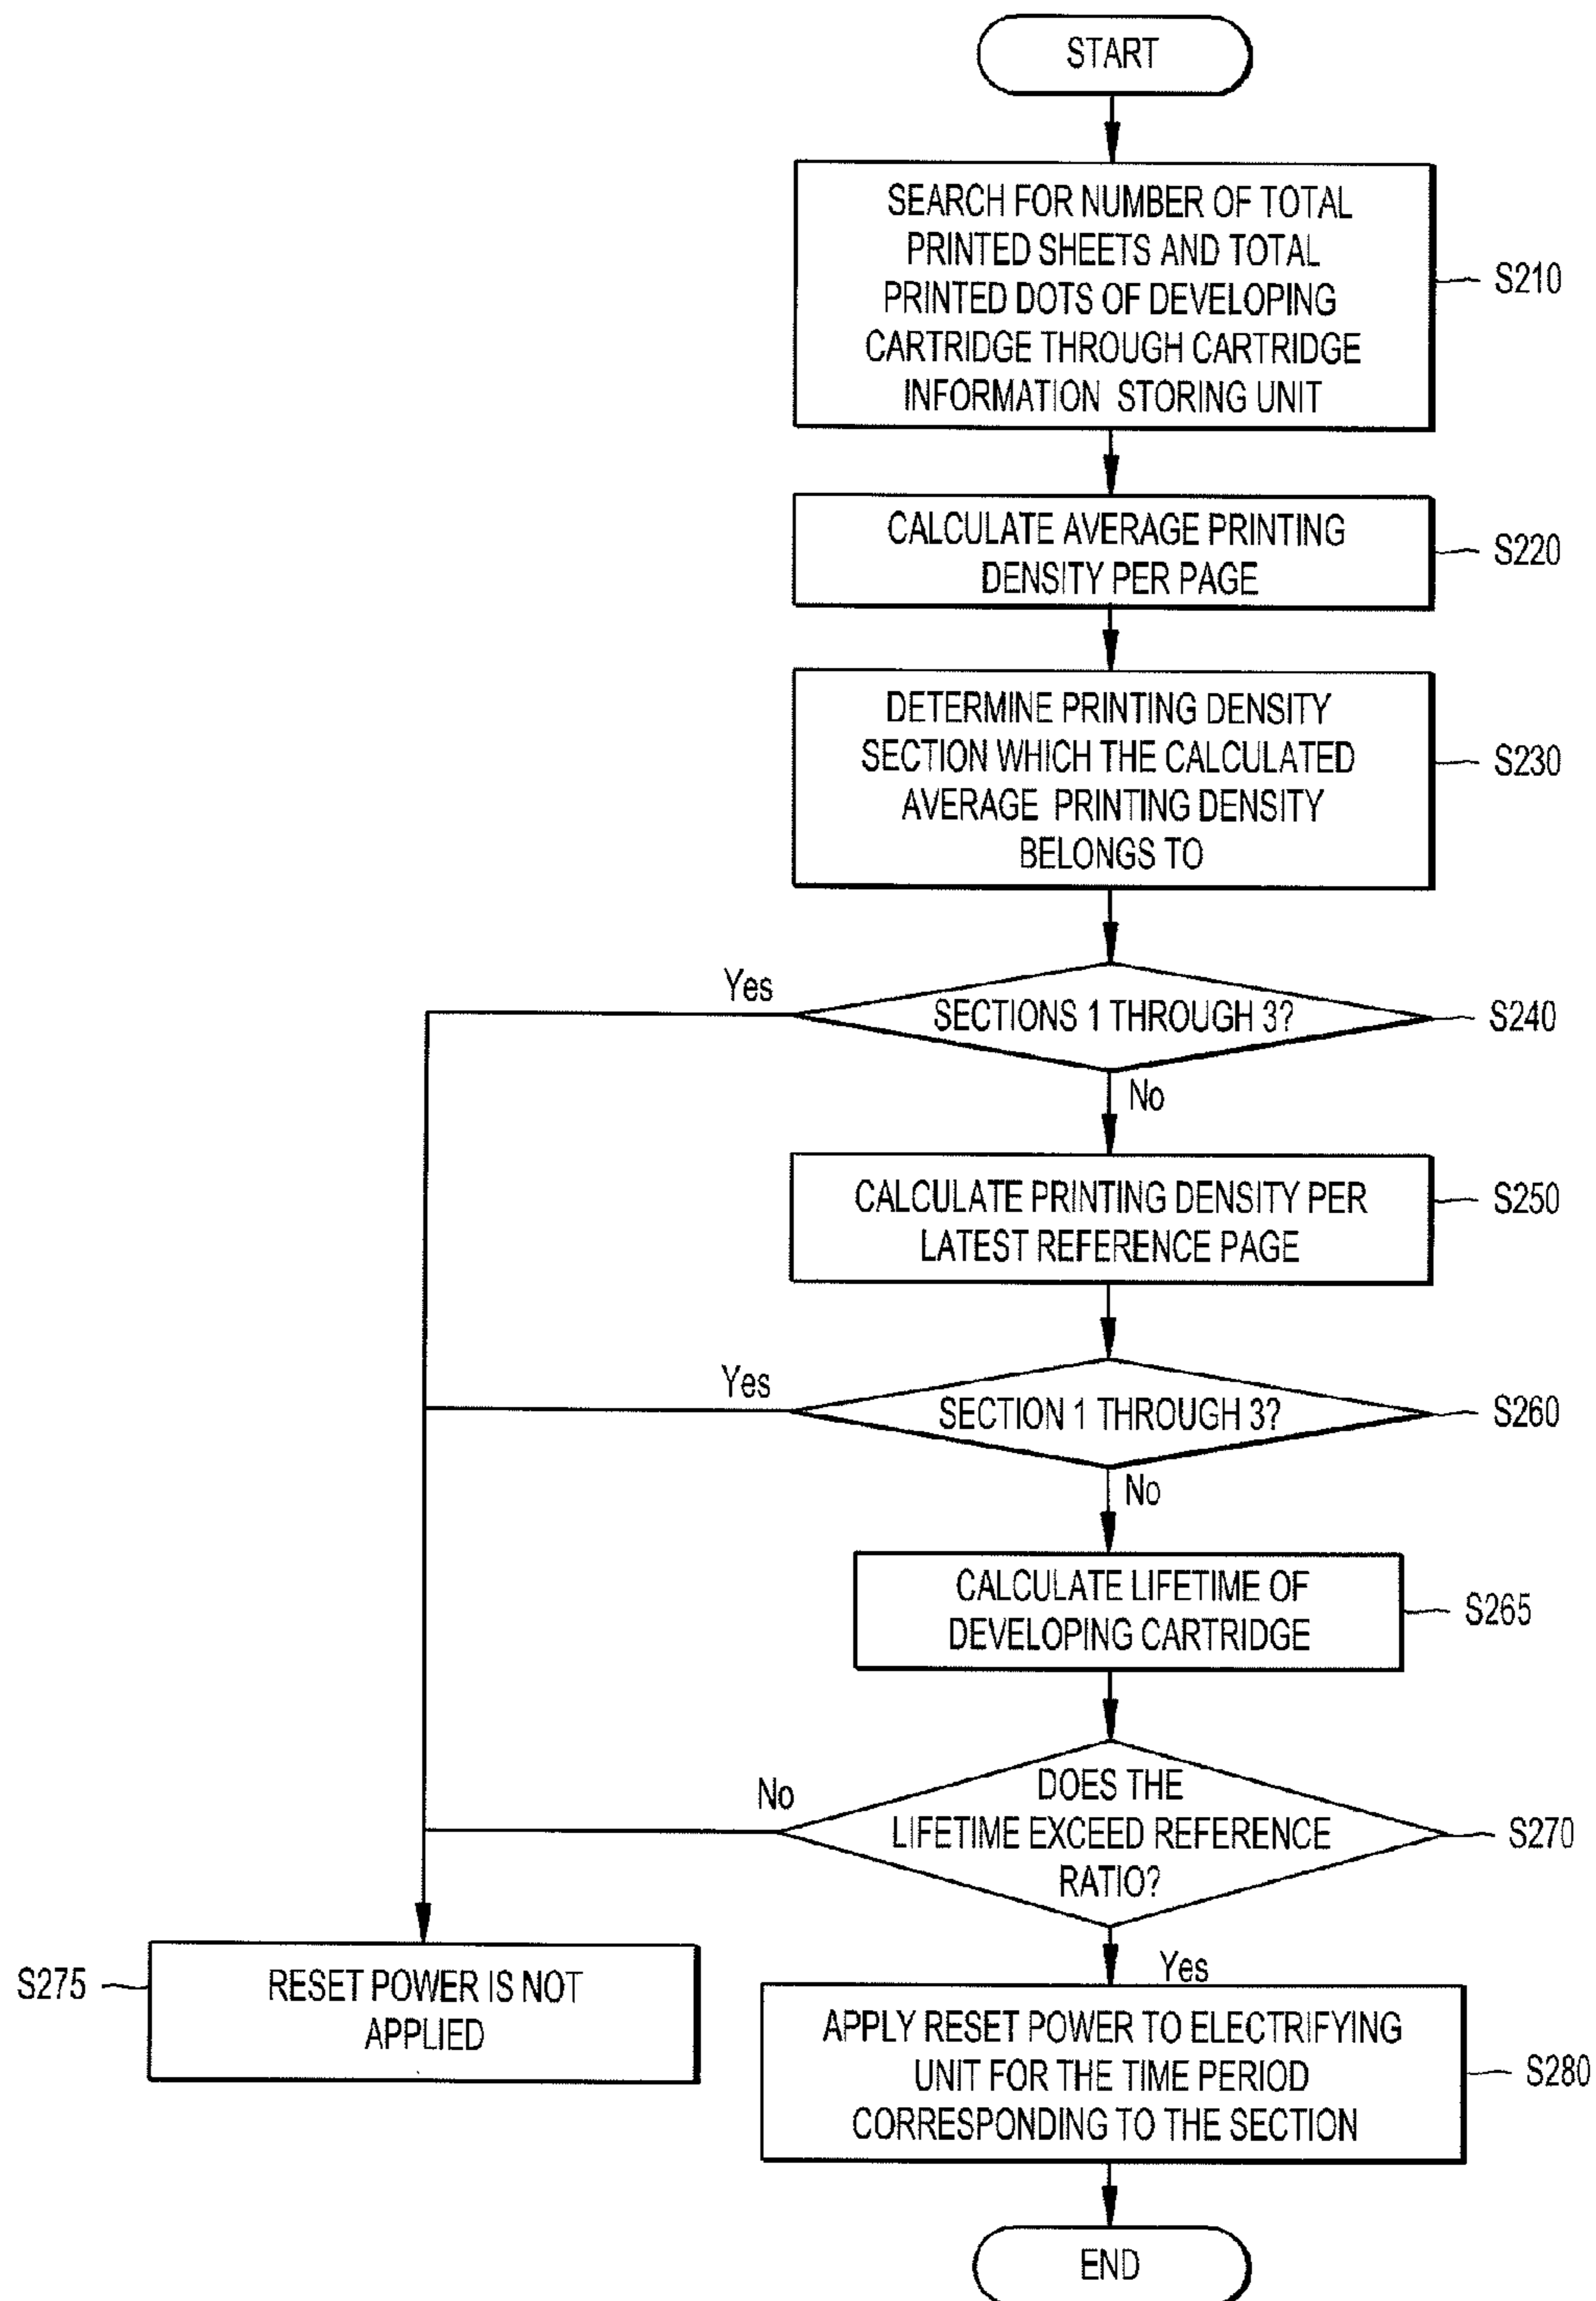 START
SEARCH FOR NUMBER OF TOTAL
PRINTED SHEETS AND TOTAL
PRINTED DOTS OF DEVELOPING
CARTRIDGE THROUGH CARTRIDGE
INFORMATION STORING UNIT
S210
CALCULATE AVERAGE PRINTING
DENSITY PER PAGE
S220
DETERMINE PRINTING DENSITY
SECTION WHICH THE CALCULATED
AVERAGE PRINTING DENSITY
BELONGS TO
S230
Yes
SECTIONS 1 THROUGH 3?
S240
No
CALCULATE PRINTING DENSITY PER
LATEST REFERENCE PAGE
S250
Yes
SECTION 1 THROUGH 3?
S260
No
CALCULATE LIFETIME OF
DEVELOPING CARTRIDGE
S265
No
DOES THE
LIFETIME EXCEED REFERENCE
RATIO?
S270
Yes
S275
RESET POWER IS NOT
APPLIED
APPLY RESET POWER TO ELECTRIFYING
UNIT FOR THE TIME PERIOD
CORRESPONDING TO THE SECTION
S280
END